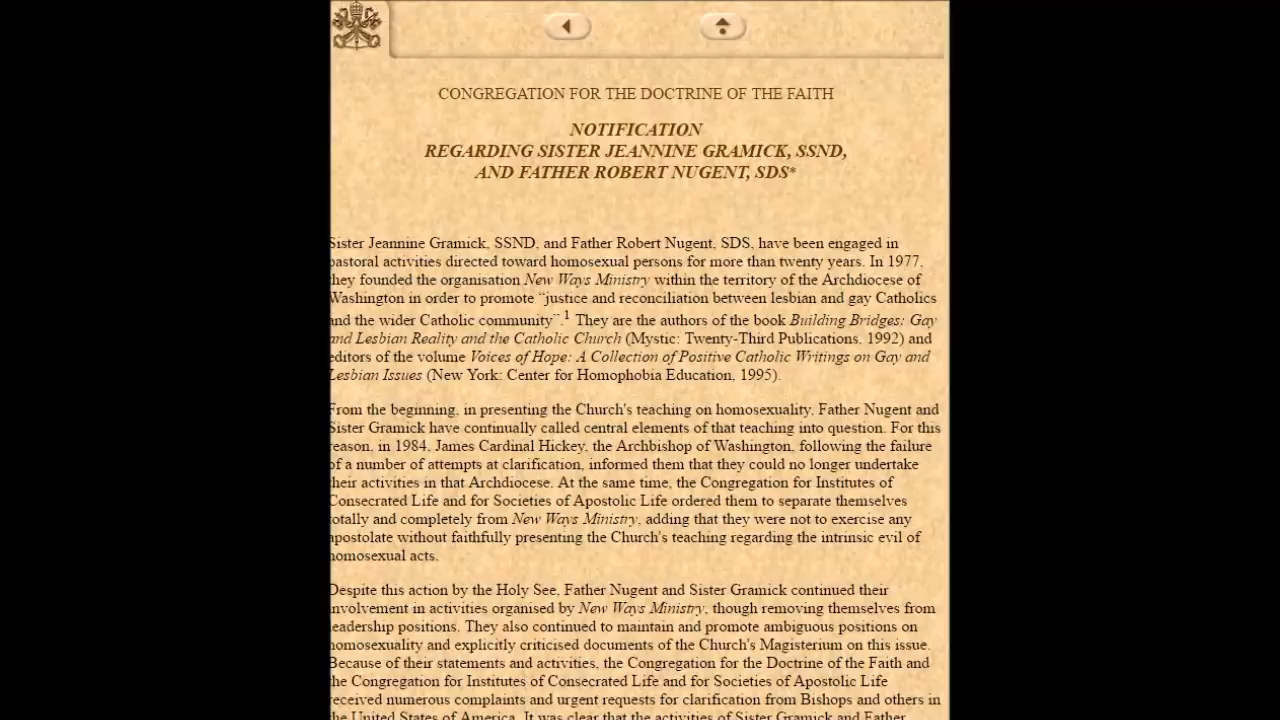 CONGREGATION FOR THE DOCTRINE OF THE FAITH
NOTIFICATION
REGARDING SISTER JEANNINE GRAMICK, SSND,
AND FATHER ROBERT NUGENT, SDS*
Sister Jeannine Gramick, SSND, and Father Robert Nugent, SDS, have been engaged in
pastoral activities directed toward homosexual persons for more than twenty years. In 1977,
they founded the organisation New Ways Ministry within the territory of the Archdiocese of
Washington in order to promote “justice and reconciliation between lesbian and gay Catholics
and the wider Catholic community”.1 They are the authors of the book Building Bridges: Gay
and Lesbian Reality and the Catholic Church (Mystic: Twenty-Third Publications, 1992) and
editors of the volume Voices of Hope: A Collection of Positive Catholic Writings on Gay and
Lesbian Issues (New York: Center for Homophobia Education, 1995).
From the beginning, in presenting the Church's teaching on homosexuality, Father Nugent and
Sister Gramick have continually called central elements of that teaching into question. For this
reason, in 1984, James Cardinal Hickey, the Archbishop of Washington, following the failure
of a number of attempts at clarification, informed them that they could no longer undertake
their activities in that Archdiocese. At the same time, the Congregation for Institutes of
Consecrated Life and for Societies of Apostolic Life ordered them to separate themselves
totally and completely from New Ways Ministry, adding that they were not to exercise any
apostolate without faithfully presenting the Church's teaching regarding the intrinsic evil of
homosexual acts.
Despite this action by the Holy See, Father Nugent and Sister Gramick continued their
involvement in activities organised by New Ways Ministry, though removing themselves from
leadership positions. They also continued to maintain and promote ambiguous positions on
homosexuality and explicitly criticised documents of the Church's Magisterium on this issue.
Because of their statements and activities, the Congregation for the Doctrine of the Faith and
the Congregation for Institutes of Consecrated Life and for Societies of Apostolic Life
received numerous complaints and urgent requests for clarification from Bishops and others in
the United States of America. It was clear that the activities of Sister Gramick and Father